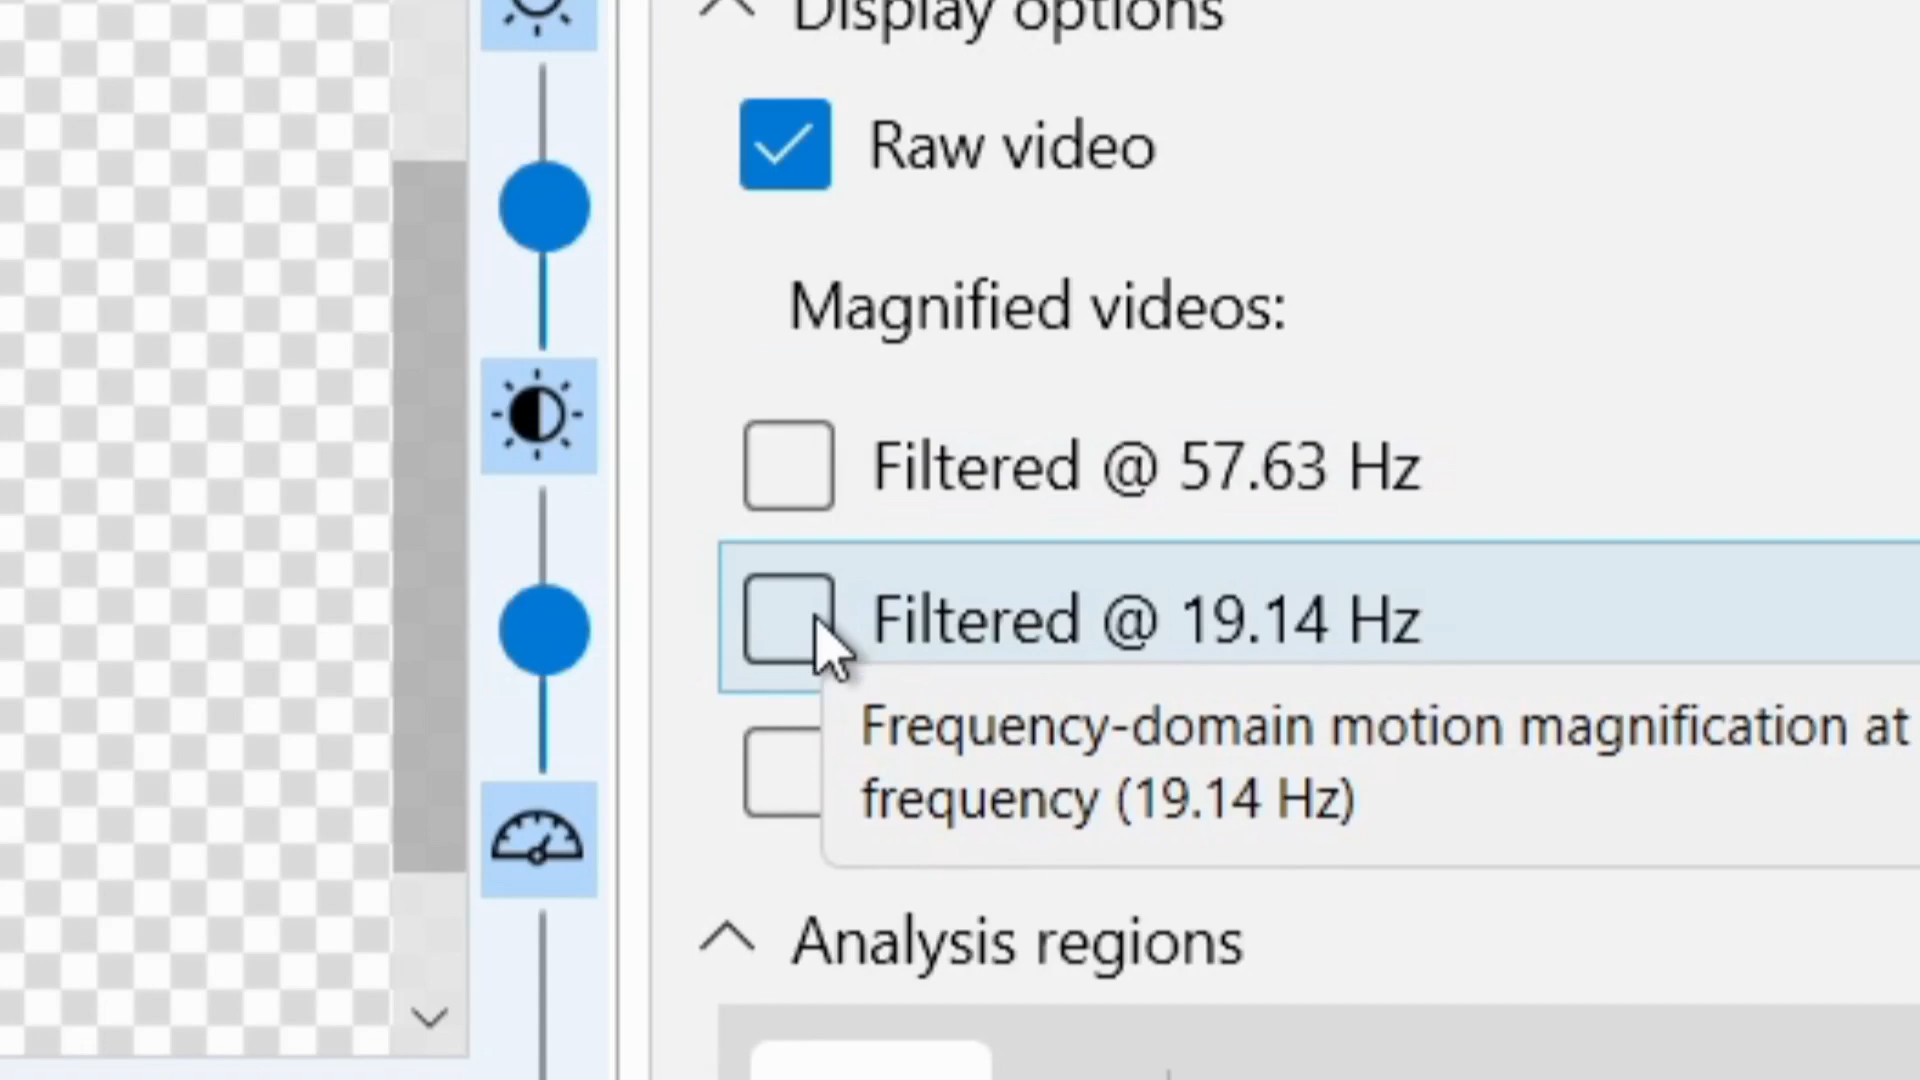 Display options
Raw video
Magnified videos:
Filtered @ 57.63 Hz
Filtered @ 19.14 Hz
Frequency-domain motion magnification at
frequency (19.14 Hz)
Analysis regions